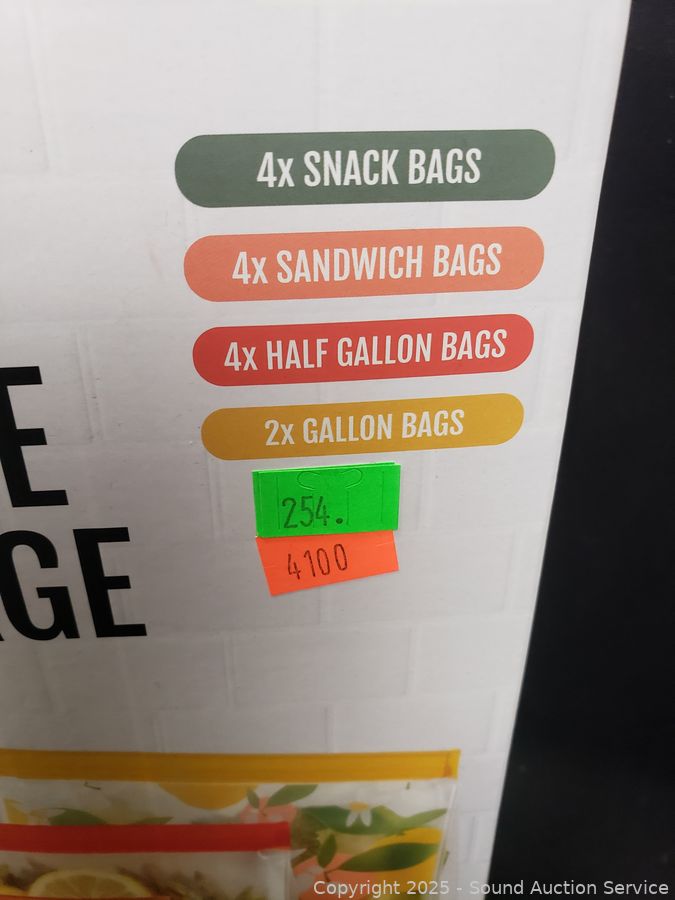 4x SNACK BAGS
4x SANDWICH BAGS
4x HALF GALLON BAGS
2x GALLON BAGS
254.
4100
Copyright 2025 - Sound Auction Service